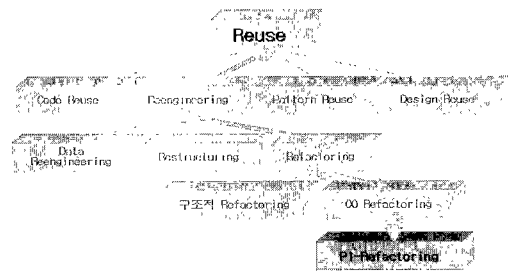 Reuse
Code Reuse Reengineering Pattern Reuse Design Reuse
Data Restructuring Refactoring
Reengineering
구조적 Refactoring OO Refactoring
PI-Refactoring